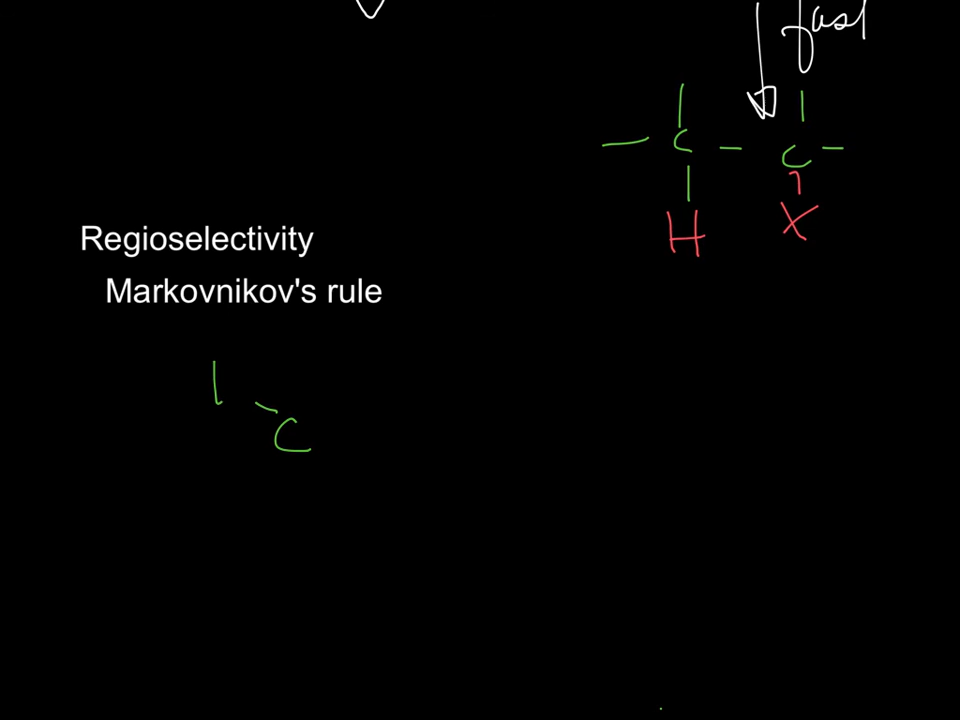 fast
— C — C —
H X
Regioselectivity
Markovnikov's rule
C